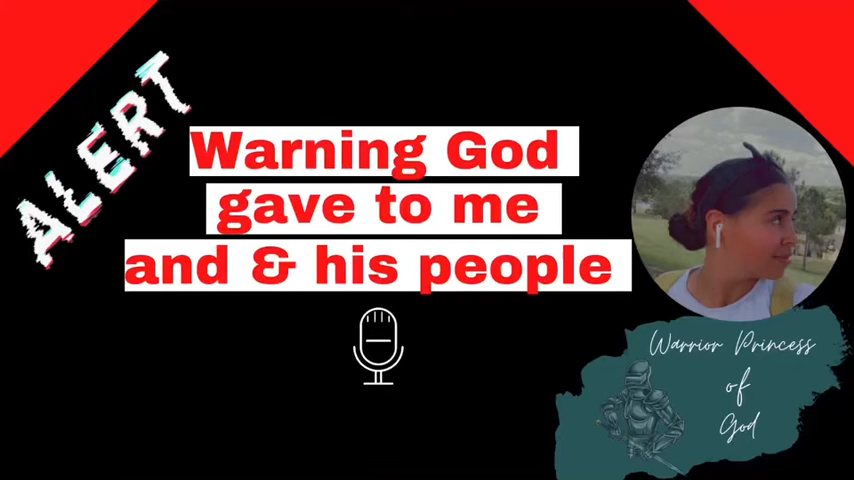 ALERT
Warning God
gave to me
and & his people
Warrior Princess
of
God